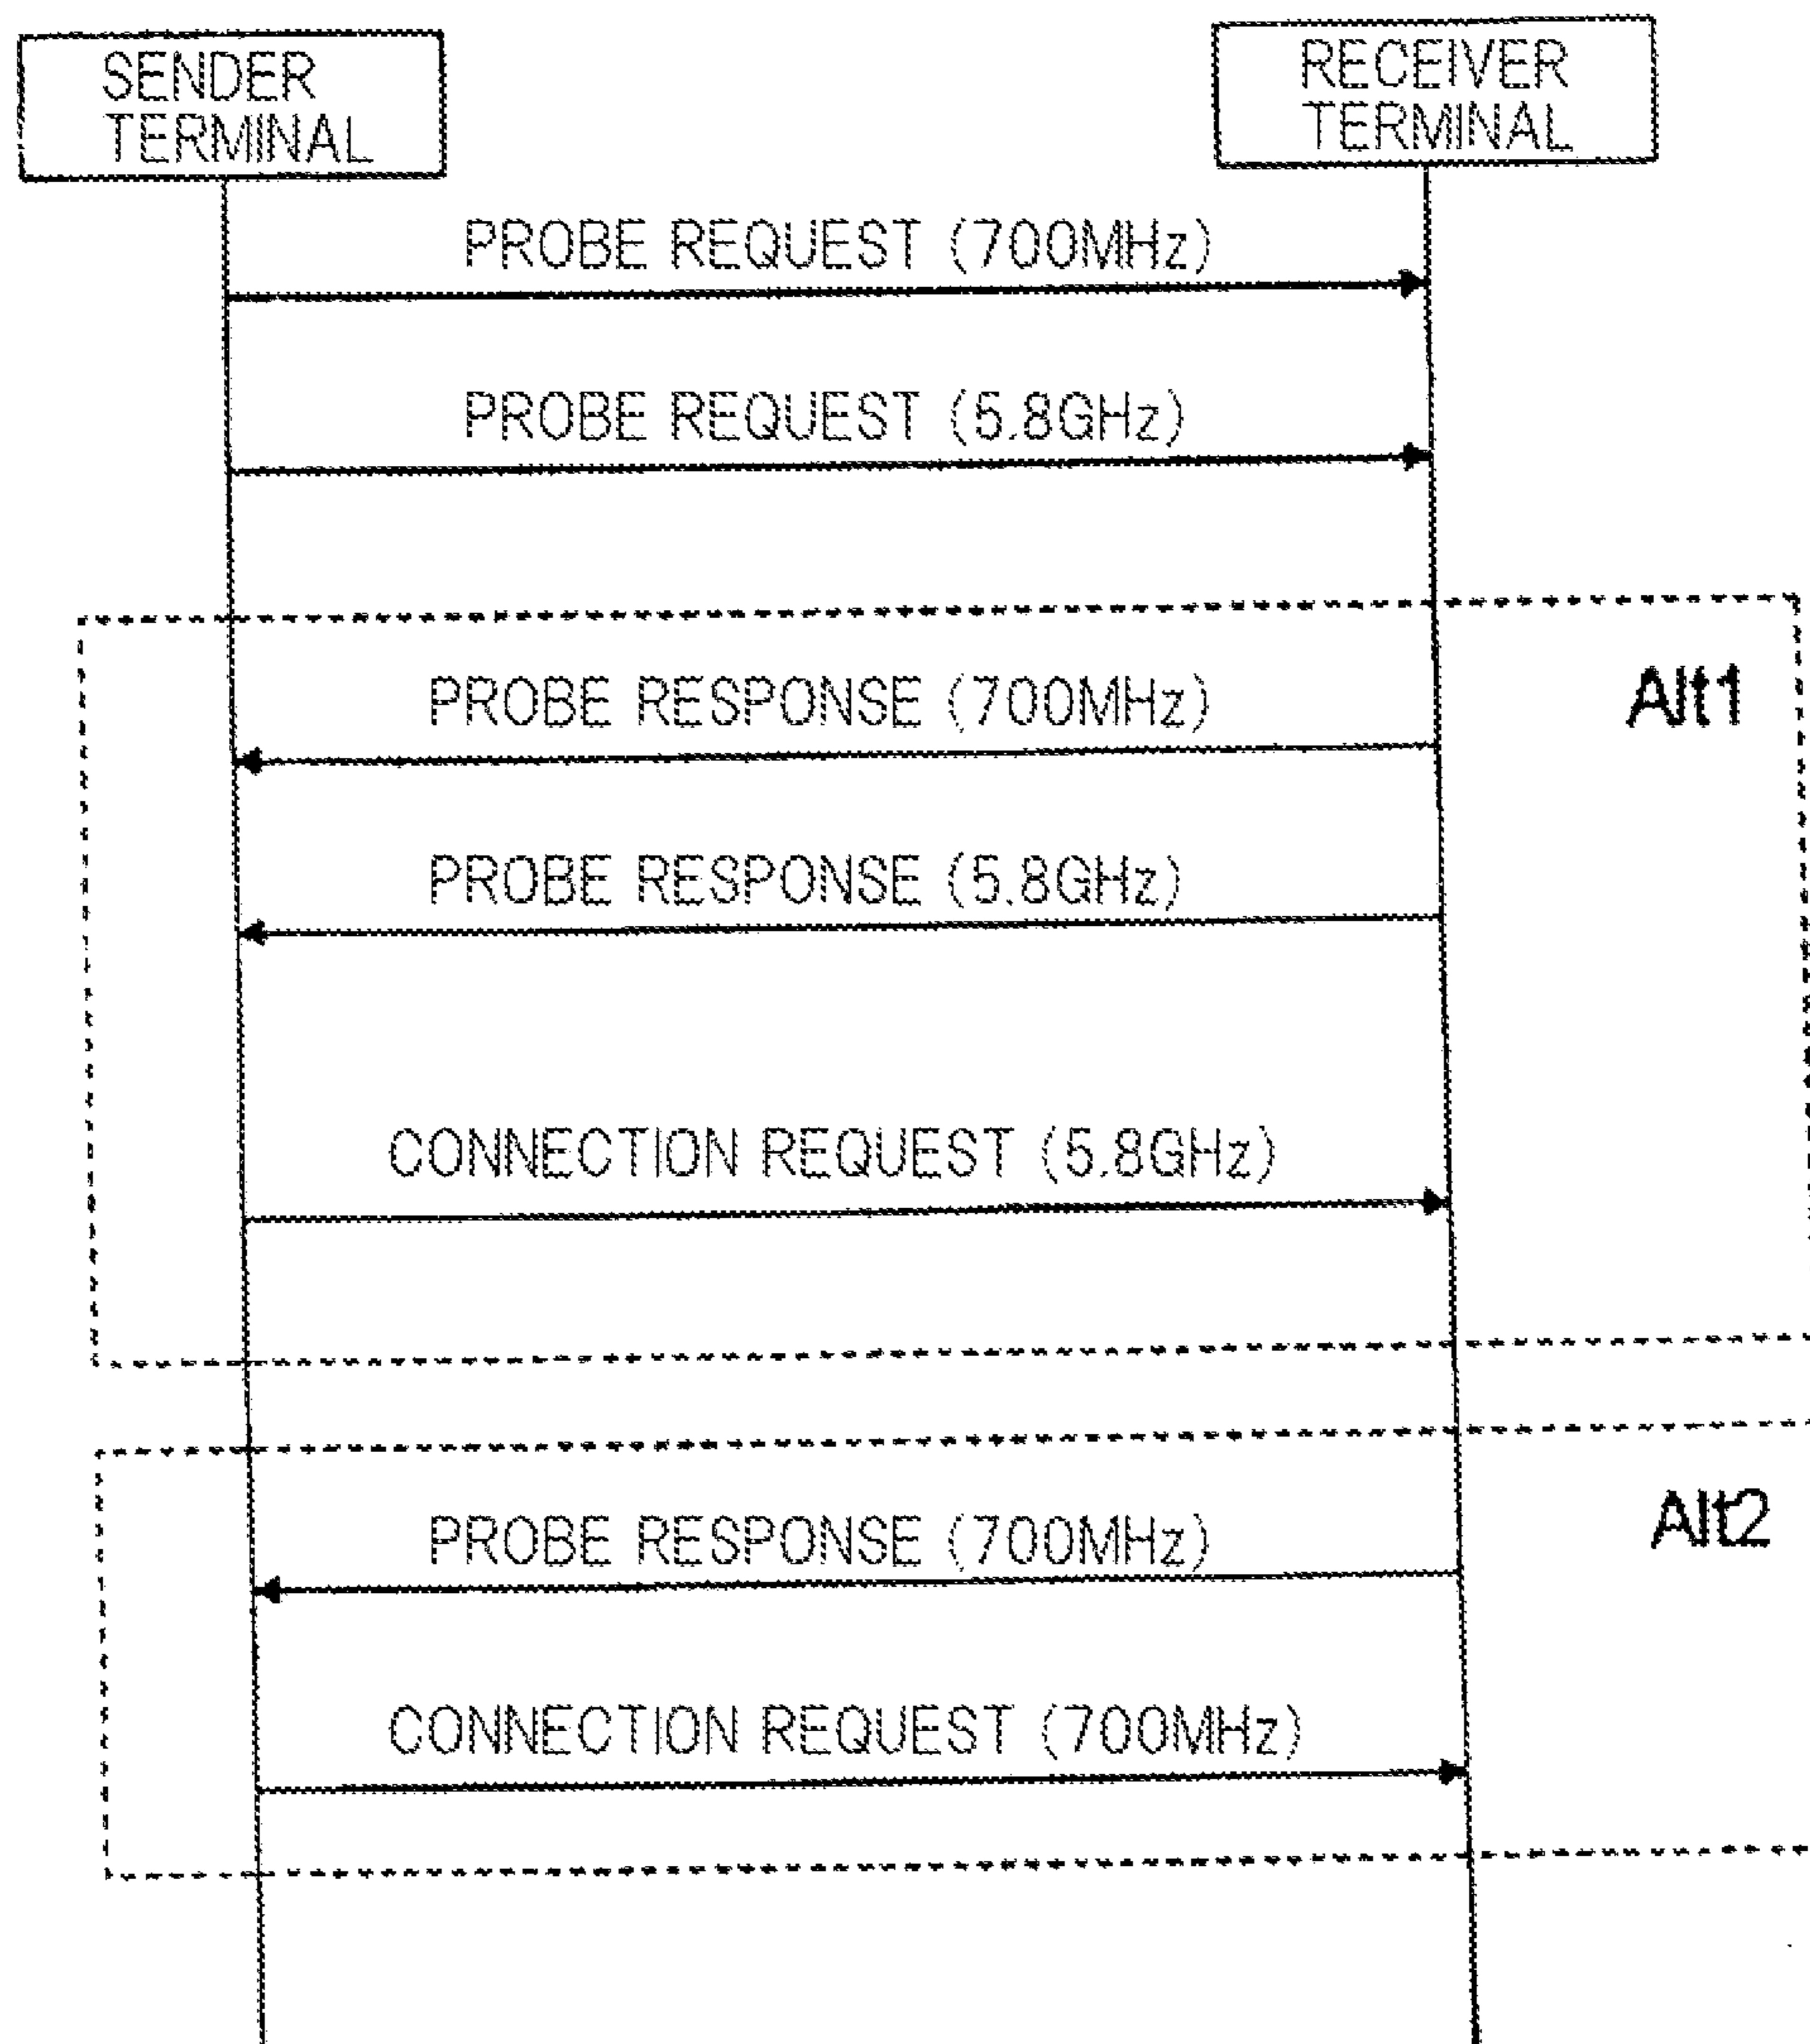 SENDER
TERMINAL
RECEIVER
TERMINAL
PROBE REQUEST (700MHz)
PROBE REQUEST (5.8GHz)
Alt1
PROBE RESPONSE (700MHz)
PROBE RESPONSE (5.8GHz)
CONNECTION REQUEST (5.8GHz)
Alt2
PROBE RESPONSE (700MHz)
CONNECTION REQUEST (700MHz)